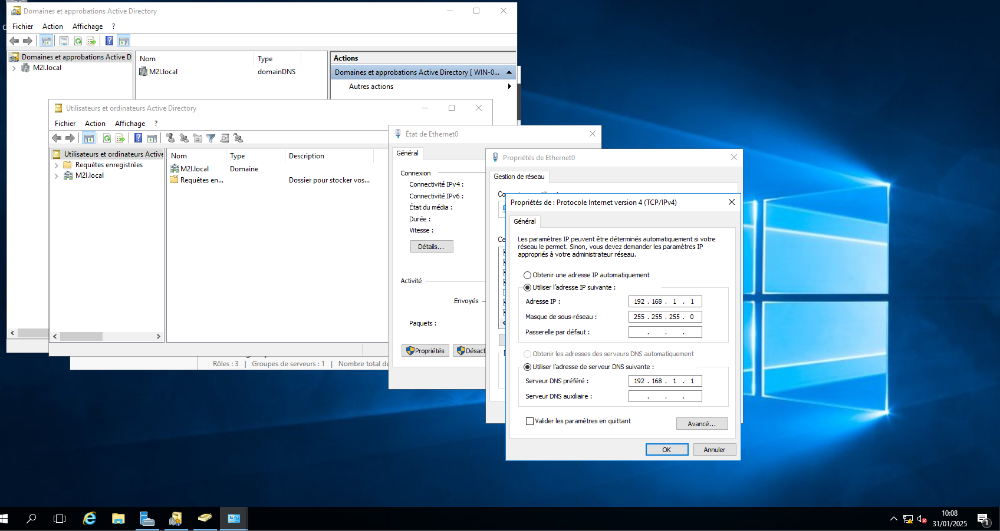 Domaines et approbations Active Directory
Fichier Action Affichage ?
Domaines et approbations Active D
M2l.local
Nom Type
M2l.local domainDNS
Actions
Domaines et approbations Active Directory [ WIN-0...
Autres actions
Utilisateurs et ordinateurs Active Directory
Fichier Action Affichage ?
Utilisateurs et ordinateurs Active
Requêtes enregistrées
M2l.local
Nom Type Description
M2l.local Domaine
Requêtes en... Dossier pour stocker vos...
Rôles : 3 | Groupes de serveurs : 1 | Nombre total de
État de Ethernet0
Général
Connexion
Connectivité IPv4 :
Connectivité IPv6 :
État du média :
Durée :
Vitesse :
Détails...
Activité
Envoyés
Paquets :
Propriétés
Désact
Propriétés de Ethernet0
Gestion de réseau
Propriétés de : Protocole Internet version 4 (TCP/IPv4)
Général
Les paramètres IP peuvent être déterminés automatiquement si votre
réseau le permet. Sinon, vous devez demander les paramètres IP
appropriés à votre administrateur réseau.
Obtenir une adresse IP automatiquement
Utiliser l'adresse IP suivante :
Adresse IP : 192 . 168 . 1 . 1
Masque de sous-réseau : 255 . 255 . 255 . 0
Passerelle par défaut : . . .
Obtenir les adresses des serveurs DNS automatiquement
Utiliser l'adresse de serveur DNS suivante :
Serveur DNS préféré : 192 . 168 . 1 . 1
Serveur DNS auxiliaire : . . .
Valider les paramètres en quittant
Avancé...
OK Annuler
10:08
31/01/2025
1